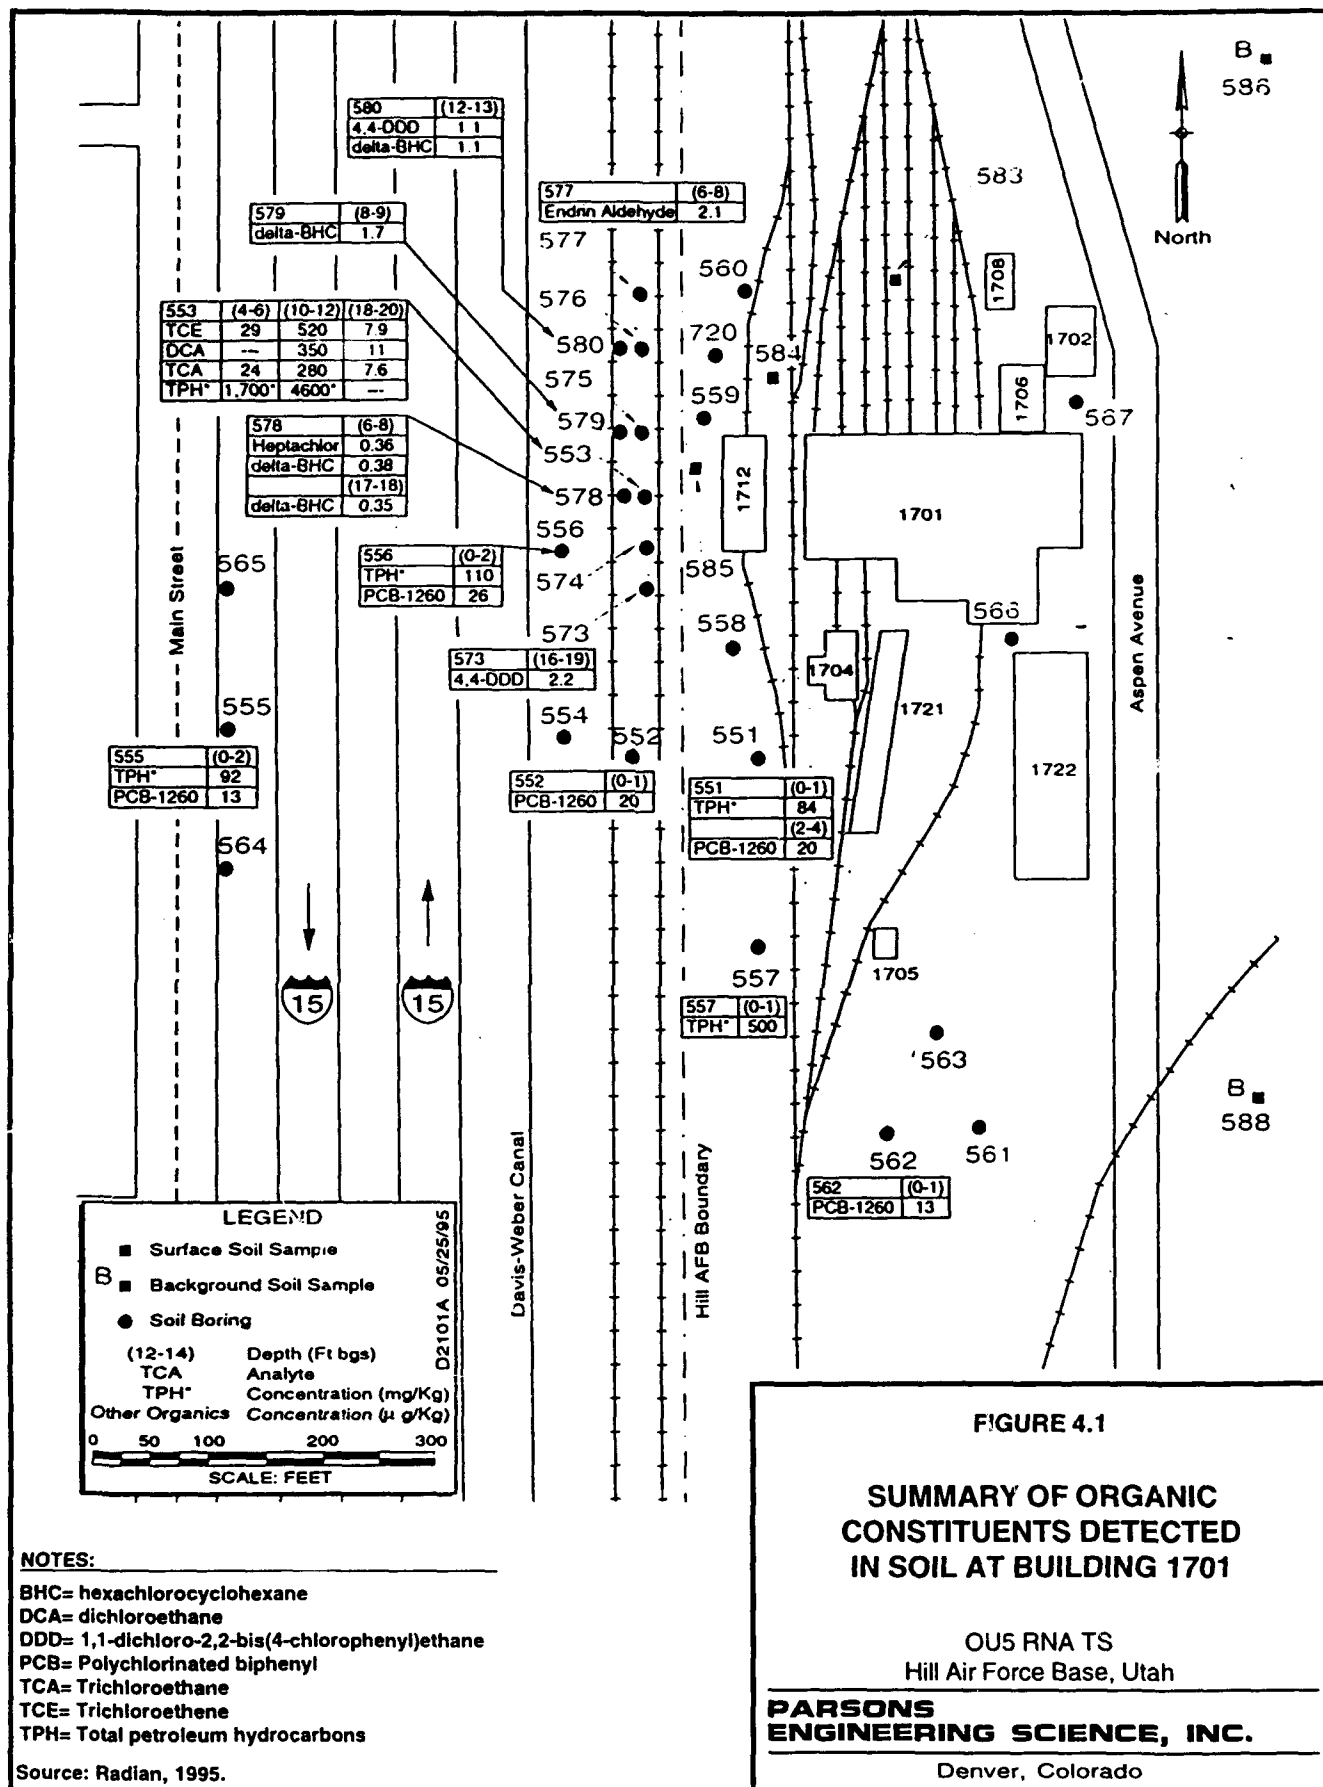 B
586
580 (12-13)
4,4-DDD 1.1
delta-BHC 1.1
583
577 (6-8)
Endrin Aldehyde 2.1
579 (8-9)
delta-BHC 1.7
577
North
560
1708
576
553 (4-6) (10-12) (18-20)
TCE 29 520 7.9
DCA --- 350 11
TCA 24 280 7.6
TPH* 1,700* 4600* ---
720
580
584
1702
575
1706
559
567
578 (6-8)
Heptachlor 0.36
delta-BHC 0.38
(17-18)
delta-BHC 0.35
579
553
1712
578
1701
556
556 (0-2)
TPH* 110
PCB-1260 26
565
574
585
Main Street
566
573
558
573 (16-19)
4,4-DDD 2.2
1704
Aspen Avenue
1721
555
554
552
551
1722
555 (0-2)
TPH* 92
PCB-1260 13
552 (0-1)
PCB-1260 20
551 (0-1)
TPH* 84
(2-4)
PCB-1260 20
564
557
1705
15
15
557 (0-1)
TPH* 500
563
B
588
Davis-Weber Canal
Hill AFB Boundary
562
561
562 (0-1)
PCB-1260 13
LEGEND
Surface Soil Sample
B Background Soil Sample
Soil Boring
(12-14) Depth (Ft bgs)
TCA Analyte
TPH* Concentration (mg/Kg)
Other Organics Concentration (μ g/Kg)
0 50 100 200 300
SCALE: FEET
D2101A 05/25/95
FIGURE 4.1
SUMMARY OF ORGANIC
CONSTITUENTS DETECTED
IN SOIL AT BUILDING 1701
OU5 RNA TS
Hill Air Force Base, Utah
PARSONS
ENGINEERING SCIENCE, INC.
Denver, Colorado
NOTES:
BHC= hexachlorocyclohexane
DCA= dichloroethane
DDD= 1,1-dichloro-2,2-bis(4-chlorophenyl)ethane
PCB= Polychlorinated biphenyl
TCA= Trichloroethane
TCE= Trichloroethene
TPH= Total petroleum hydrocarbons
Source: Radian, 1995.